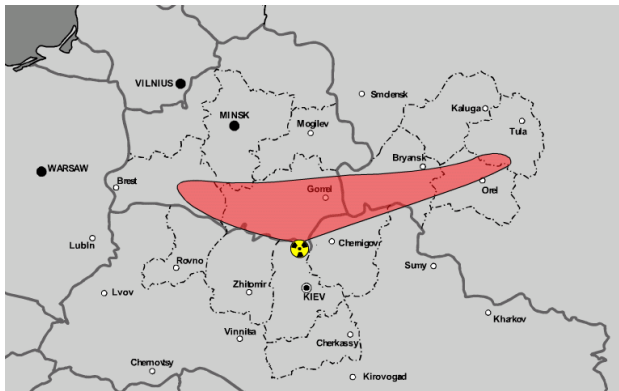 Smolensk
VILNIUS
Kaluga
MINSK
Tula
Mogilev
Bryansk
WARSAW
Brest
Gomel
Orel
Chernigov
Lublin
Rovno
Sumy
Zhitomir
Lvov
KIEV
Kharkov
Vinnitsa
Cherkassy
Chernovtsy
Kirovograd